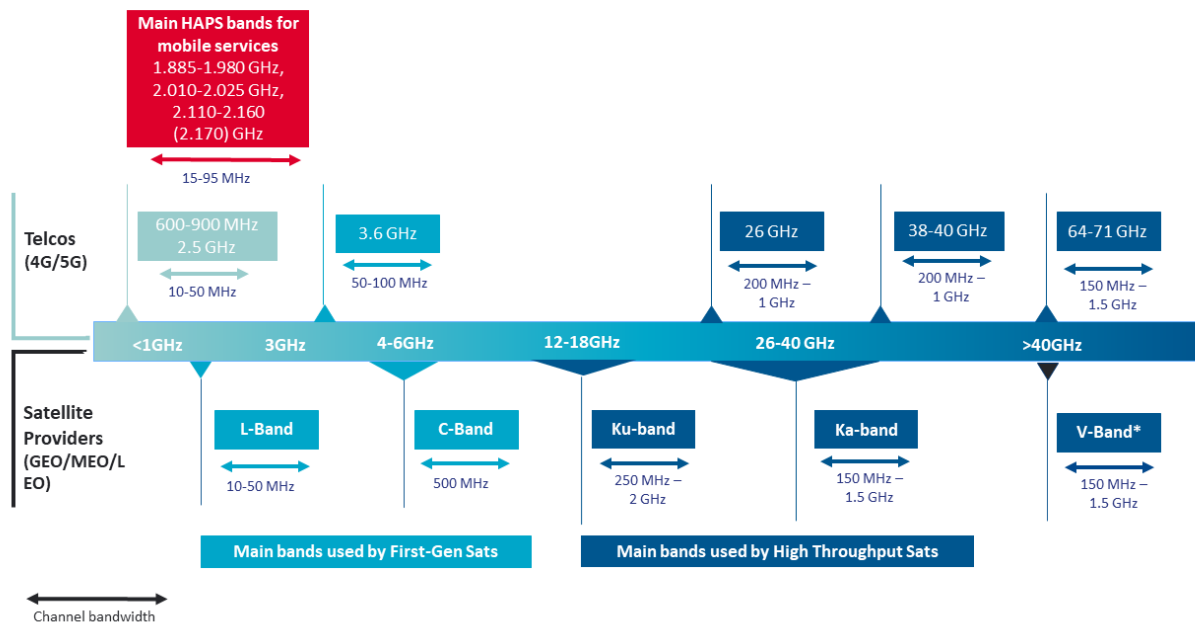 Main HAPS bands for
mobile services
1.885-1.980 GHz,
2.010-2.025 GHz,
2.110-2.160
(2.170) GHz
15-95 MHz
Telcos
(4G/5G)
600-900 MHz
2.5 GHz
10-50 MHz
3.6 GHz
50-100 MHz
26 GHz
200 MHz –
1 GHz
38-40 GHz
200 MHz –
1 GHz
64-71 GHz
150 MHz –
1.5 GHz
<1GHz
3GHz
4-6GHz
12-18GHz
26-40 GHz
>40GHz
Satellite
Providers
(GEO/MEO/L
EO)
L-Band
10-50 MHz
C-Band
500 MHz
Ku-band
250 MHz –
2 GHz
Ka-band
150 MHz –
1.5 GHz
V-Band*
150 MHz –
1.5 GHz
Main bands used by First-Gen Sats
Main bands used by High Throughput Sats
Channel bandwidth